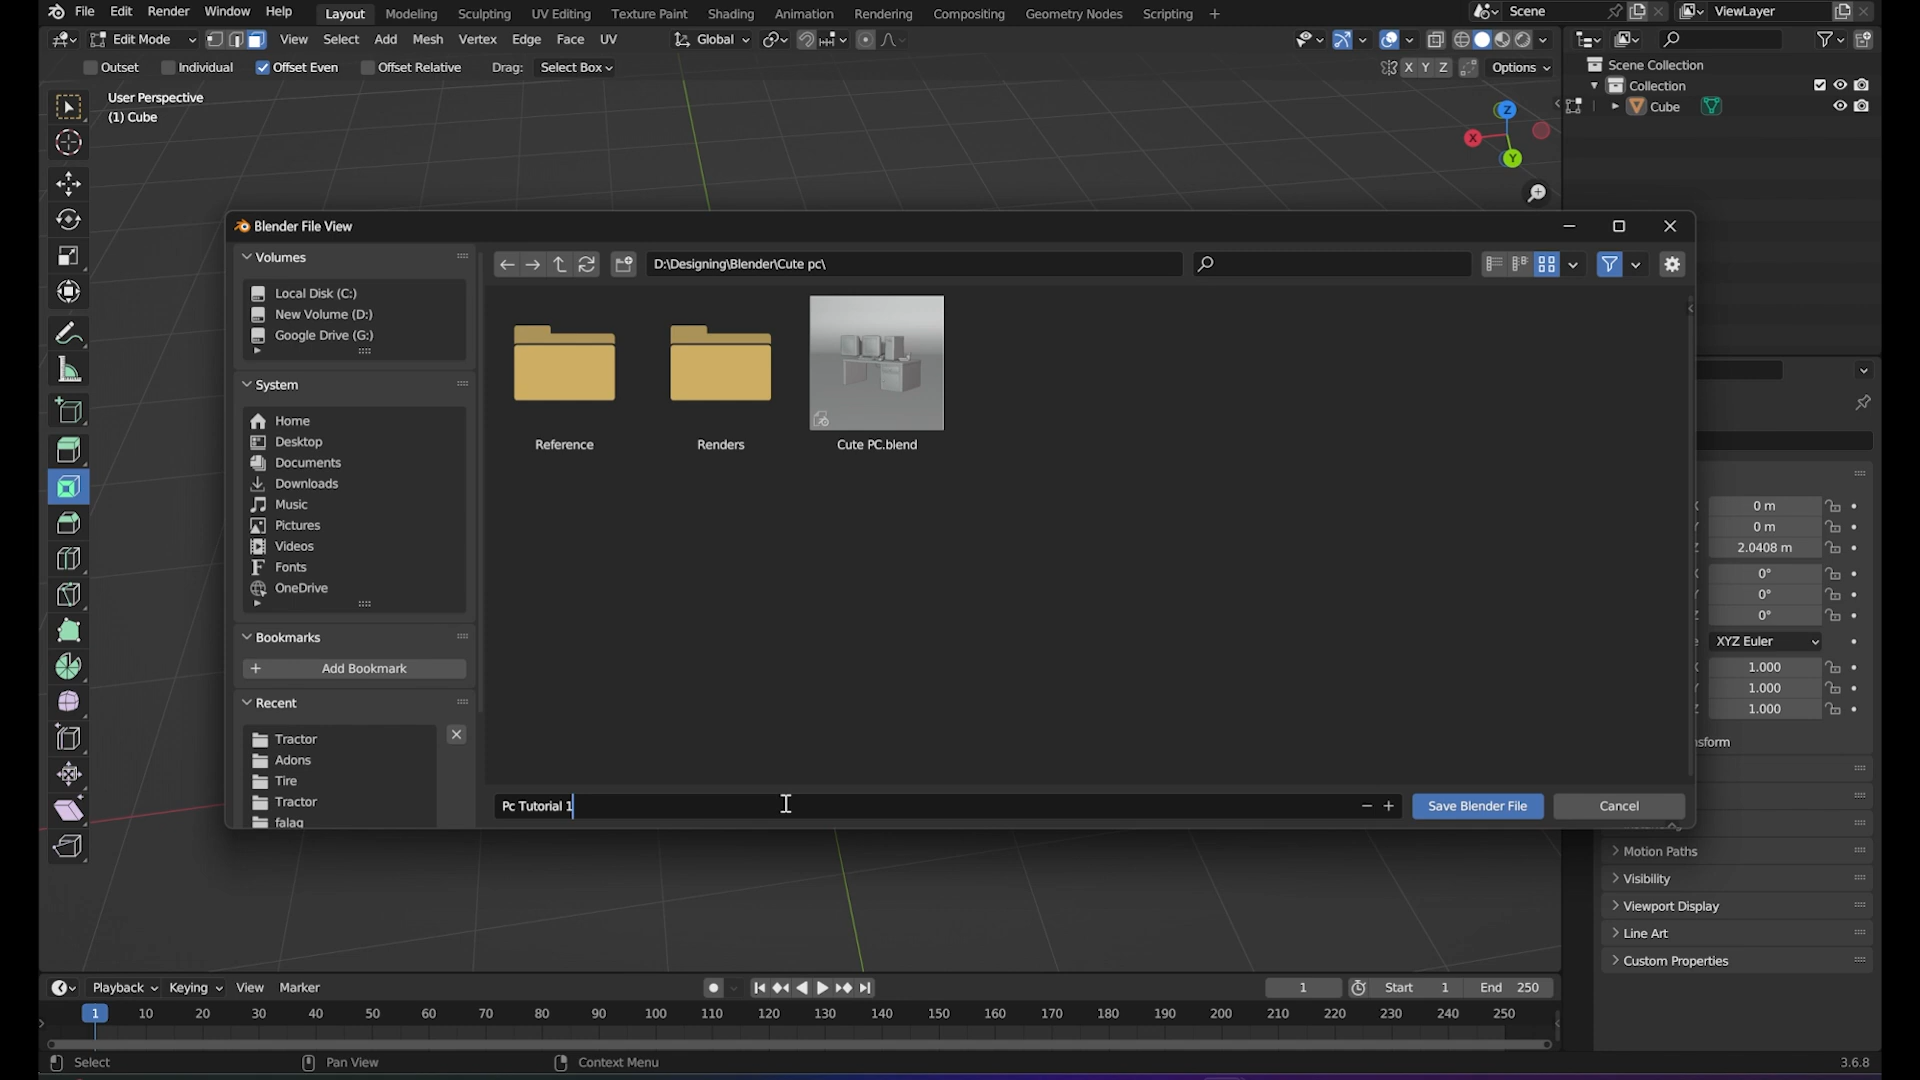 File Edit Render Window Help Layout Modeling Sculpting UV Editing Texture Paint Shading Animation Rendering Compositing Geometry Nodes Scripting + Scene ViewLayer
Edit Mode View Select Add Mesh Vertex Edge Face UV Global
Outset Individual Offset Even Offset Relative Drag: Select Box X Y Z Options
Scene Collection
Collection
Cube
User Perspective
(1) Cube
Z
X
Y
Blender File View
Volumes
Local Disk (C:)
New Volume (D:)
Google Drive (G:)
System
Home
Desktop
Documents
Downloads
Music
Pictures
Videos
Fonts
OneDrive
Bookmarks
Add Bookmark
Recent
Tractor
Adons
Tire
Tractor
falaq
D:\Designing\Blender\Cute pc\
Reference Renders Cute PC.blend
Pc Tutorial 1 Save Blender File Cancel
0 m
0 m
2.0408 m
0°
0°
0°
XYZ Euler
1.000
1.000
1.000
nsform
Motion Paths
Visibility
Viewport Display
Line Art
Custom Properties
Playback Keying View Marker 1 Start 1 End 250
1 10 20 30 40 50 60 70 80 90 100 110 120 130 140 150 160 170 180 190 200 210 220 230 240 250
Select Pan View Context Menu 3.6.8